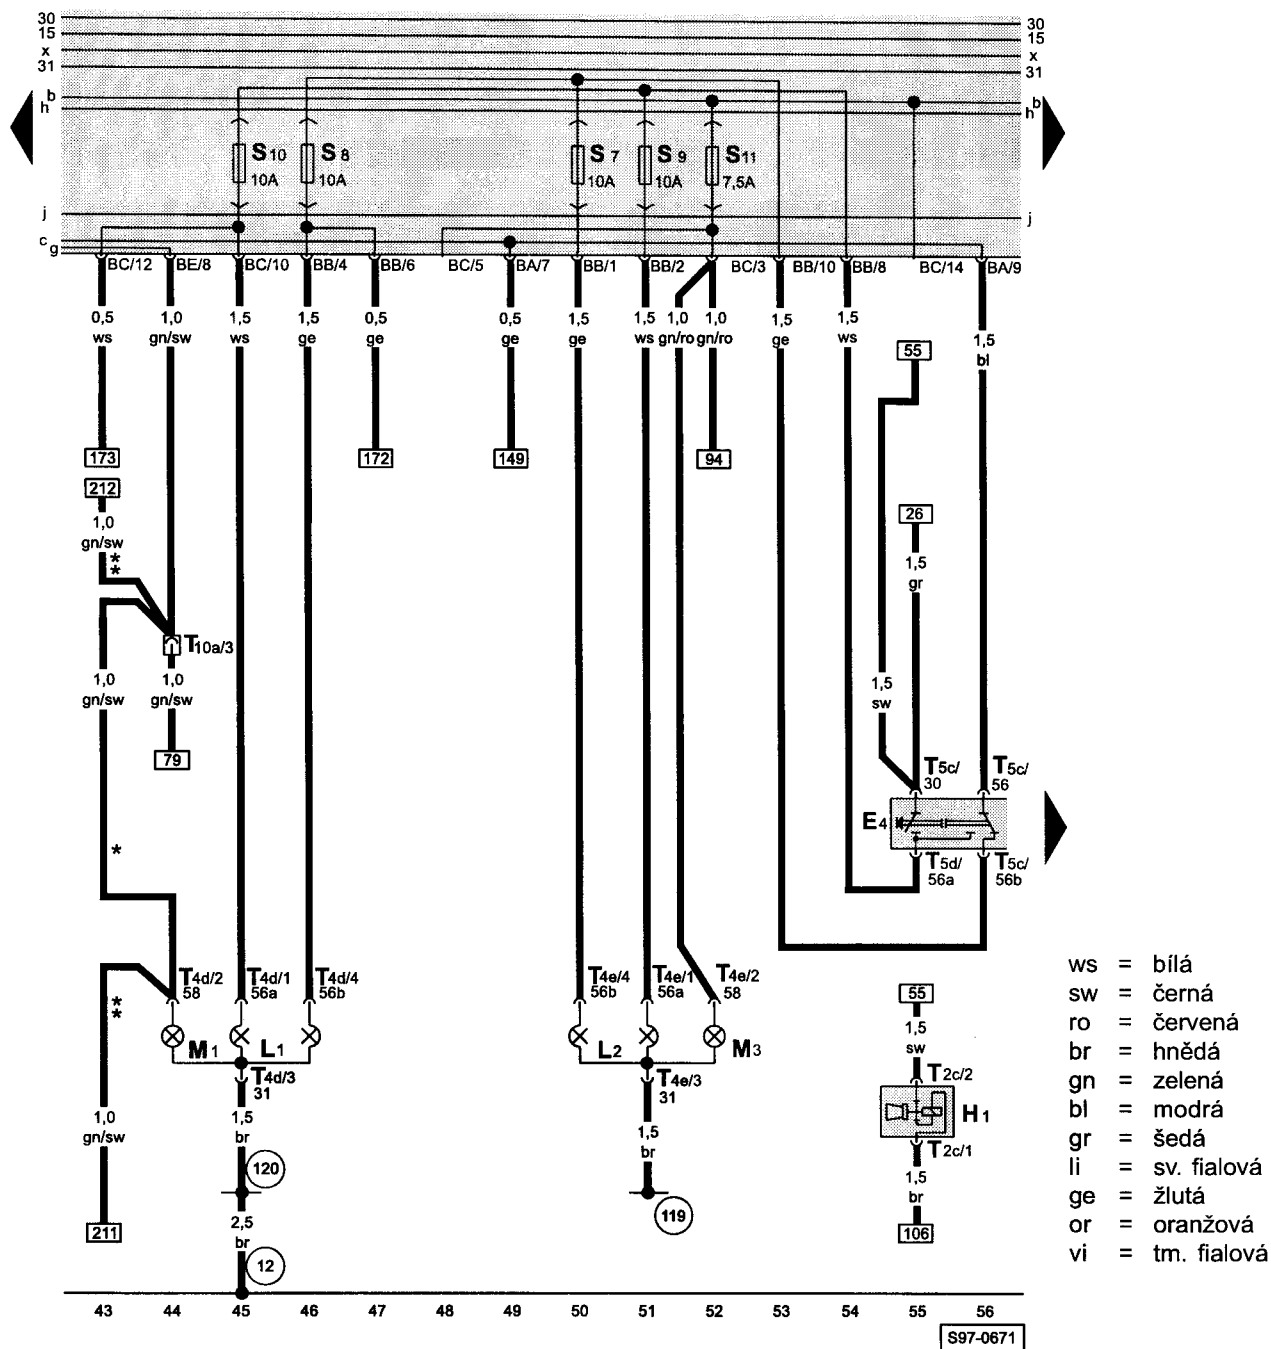 30 30
15 15
x x
31 31
b b
h h
S10 S8 S7 S9 S11
10A 10A 10A 10A 7,5A
j j
c
g
BC/12 BE/8 BC/10 BB/4 BB/6 BC/5 BA/7 BB/1 BB/2 BC/3 BB/10 BB/8 BC/14 BA/9
0,5 1,0 1,5 1,5 0,5 0,5 1,5 1,5 1,0 1,0 1,5 1,5 1,5
ws gn/sw ws ge ge ge ge ws gn/ro gn/ro ge ws bl
55
173 172 149 94
212
1,0
gn/sw
**
26
1,5
gr
T10a/3
1,0 1,0
gn/sw gn/sw
1,5
sw
79
T5c/ T5c/
30 56
E4
*
T5d/ T5c/
56a 56b
T4d/2 T4d/1 T4d/4 T4e/4 T4e/1 T4e/2
58 56a 56b 56b 56a 58
**
55
1,5
sw
M1 L1 L2 M3
T4d/3 T4e/3
31 31
T2c/2
H1
T2c/1
1,0 1,5 1,5
gn/sw br br
120
1,5
br
119
211 106
2,5
br
12
43 44 45 46 47 48 49 50 51 52 53 54 55 56
S97-0671
ws = bílá
sw = černá
ro = červená
br = hnědá
gn = zelená
bl = modrá
gr = šedá
li = sv. fialová
ge = žlutá
or = oranžová
vi = tm. fialová